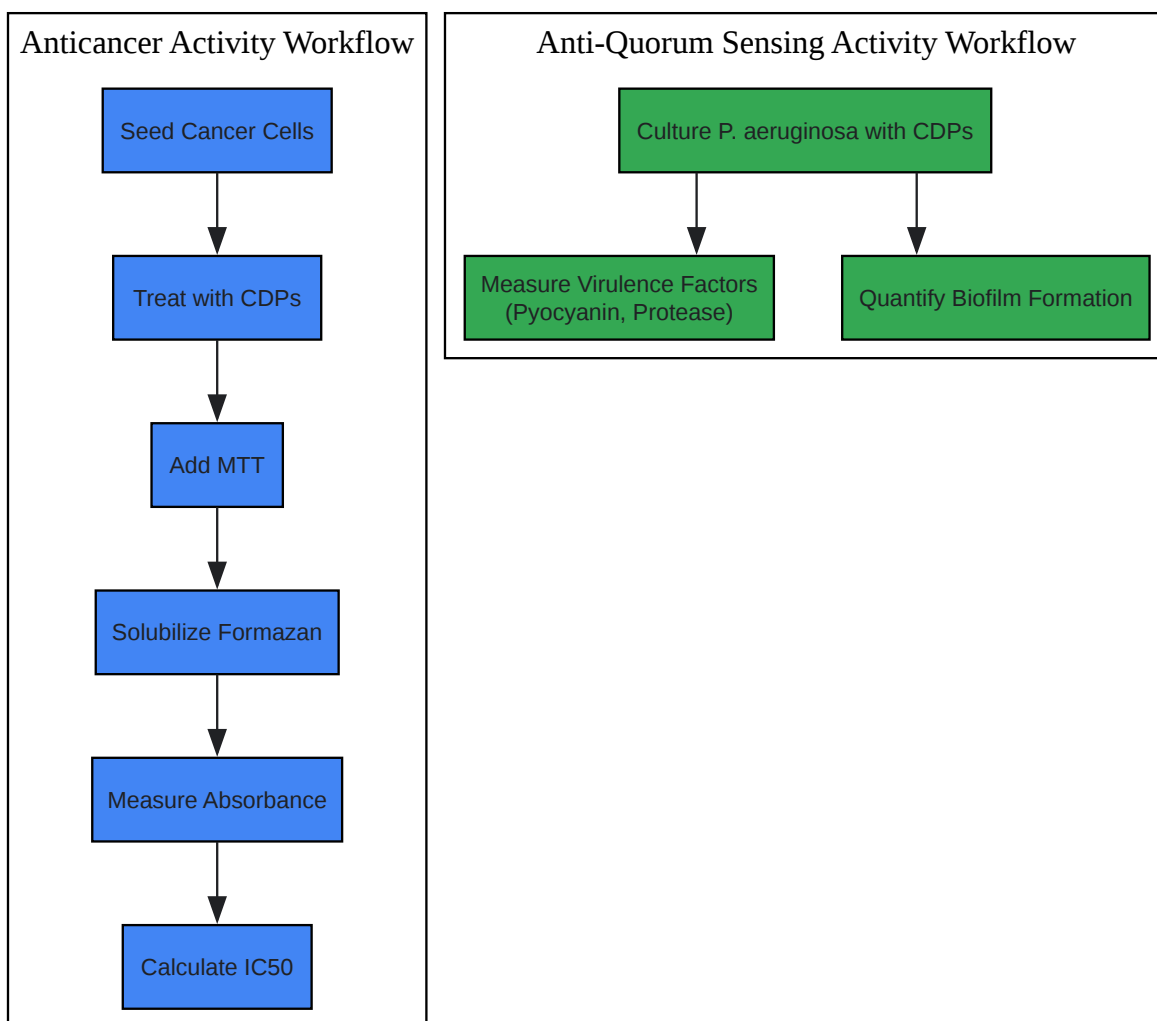 Anticancer Activity Workflow
Seed Cancer Cells
Treat with CDPs
Add MTT
Solubilize Formazan
Measure Absorbance
Calculate IC50
Anti-Quorum Sensing Activity Workflow
Culture P. aeruginosa with CDPs
Measure Virulence Factors
(Pyocyanin, Protease)
Quantify Biofilm Formation